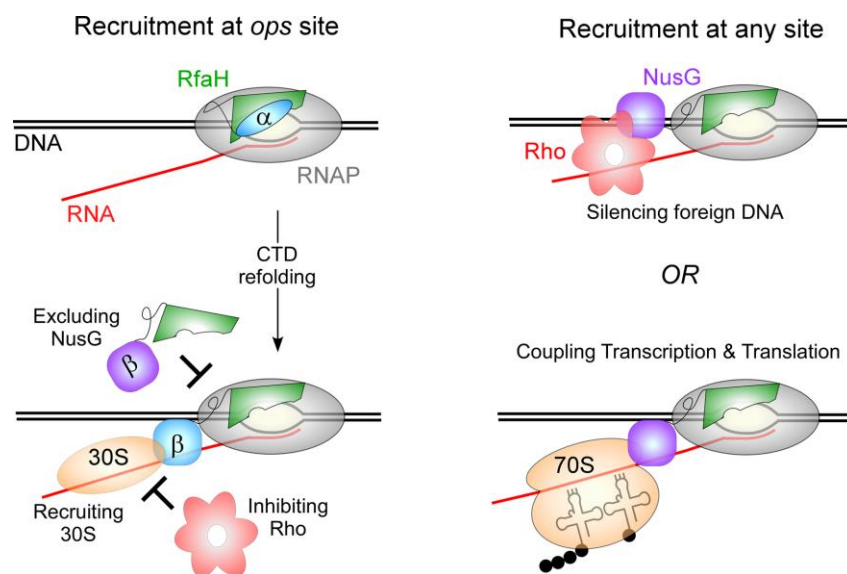 Recruitment at ops site
RfaH
α
DNA
RNAP
RNA
CTD
refolding
Excluding
NusG
β
30S
β
Recruiting
30S
Inhibiting
Rho
Recruitment at any site
NusG
Rho
Silencing foreign DNA
OR
Coupling Transcription & Translation
70S